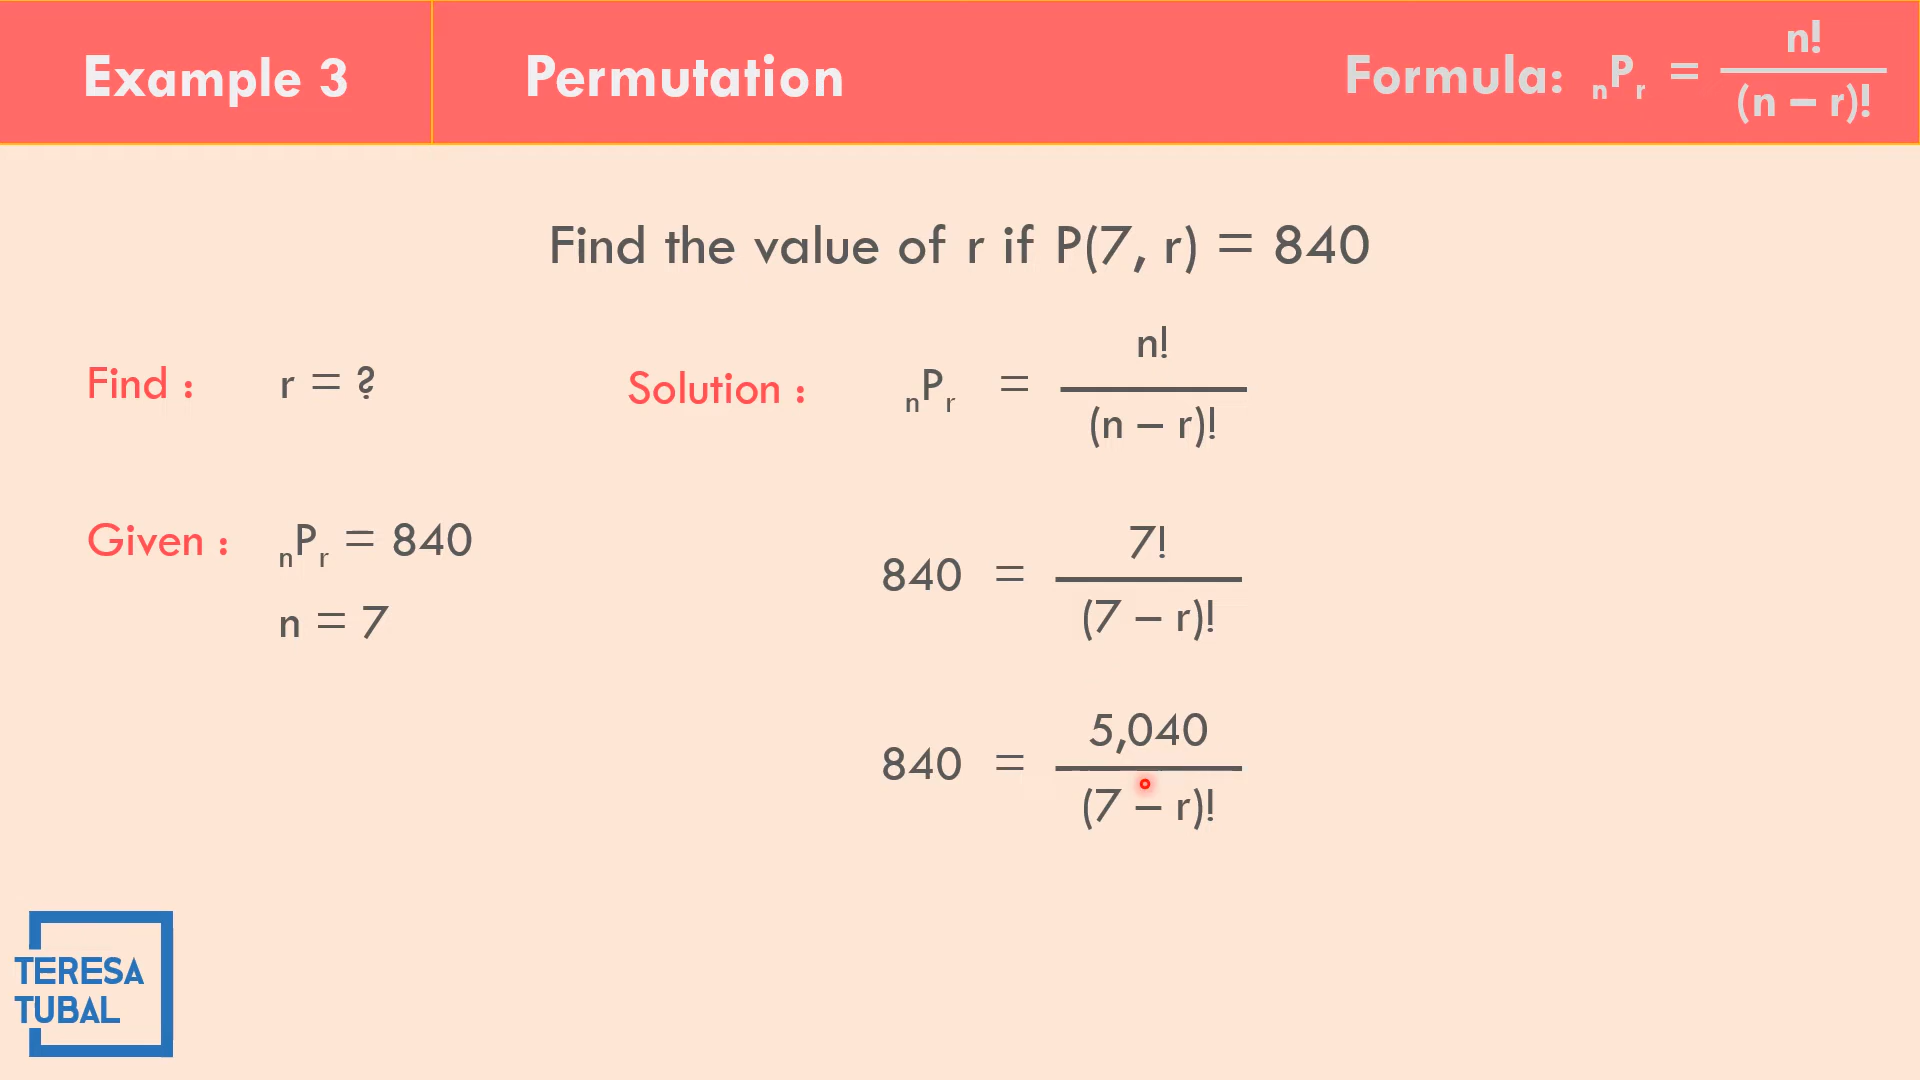 Example 3
Permutation
Formula: nPr = n! / (n – r)!
Find the value of r if P(7, r) = 840
Find : r = ?
Given : nPr = 840
n = 7
Solution : nPr = n! / (n – r)!
840 = 7! / (7 – r)!
840 = 5,040 / (7 – r)!
TERESA
TUBAL